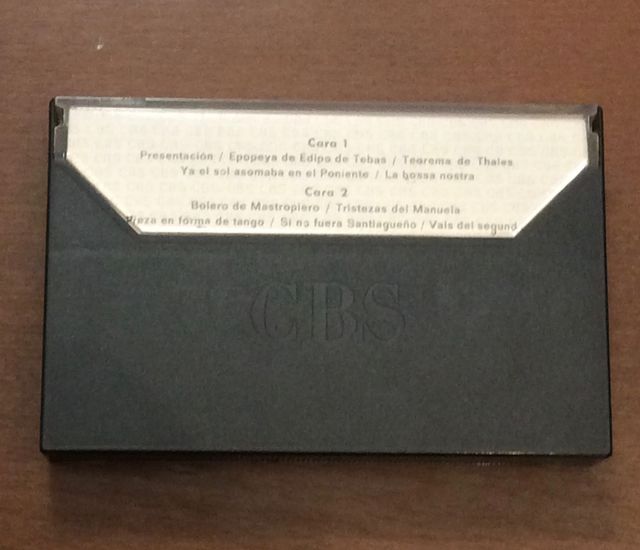 Cara 1
Presentación / Epopeya de Edipo de Tebas / Teorema de Thales
Ya el sol asomaba en el Poniente / La bossa nostra
Cara 2
Bolero de Mastropiero / Tristezas del Manuela
Pieza en forma de tango / Si no fuera Santiagueño / Vals del segund
CBS